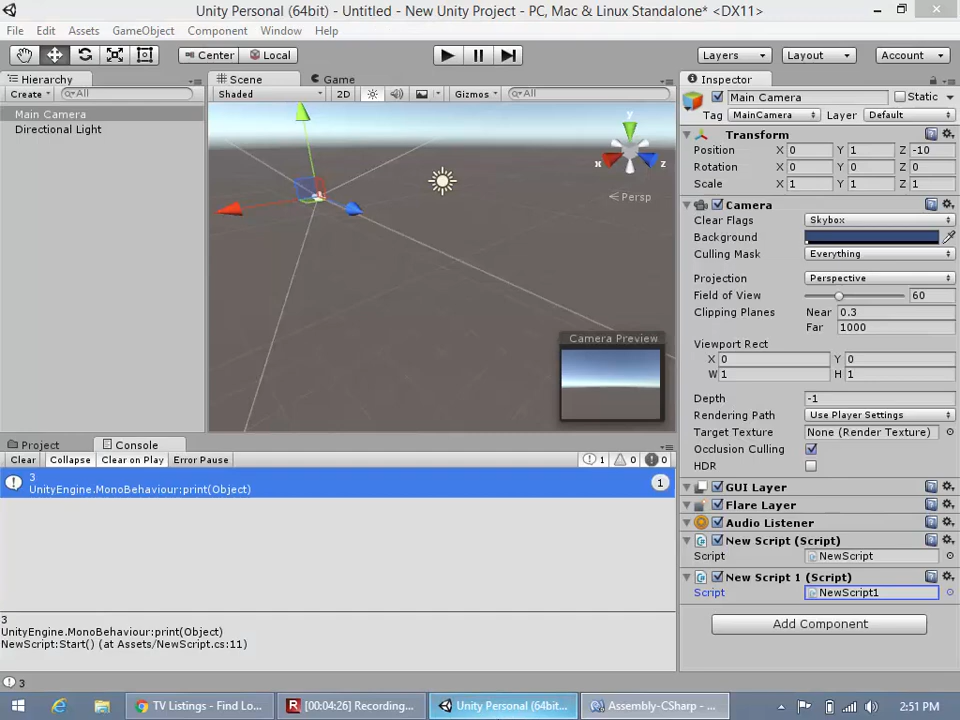 Unity Personal (64bit) - Untitled - New Unity Project - PC, Mac & Linux Standalone* <DX11>
File Edit Assets GameObject Component Window Help
Center Local Layers Layout Account
Hierarchy
Create All
Main Camera
Directional Light
Scene Game
Shaded 2D Gizmos All
y
x z
Persp
Camera Preview
Inspector
Main Camera Static
Tag MainCamera Layer Default
Transform
Position X 0 Y 1 Z -10
Rotation X 0 Y 0 Z 0
Scale X 1 Y 1 Z 1
Camera
Clear Flags Skybox
Background
Culling Mask Everything
Projection Perspective
Field of View 60
Clipping Planes Near 0.3
Far 1000
Viewport Rect
X 0 Y 0
W 1 H 1
Depth -1
Rendering Path Use Player Settings
Target Texture None (Render Texture)
Occlusion Culling
HDR
GUI Layer
Flare Layer
Audio Listener
New Script (Script)
Script NewScript
New Script 1 (Script)
Script NewScript1
Add Component
Project Console
Clear Collapse Clear on Play Error Pause 1 0 0
3
UnityEngine.MonoBehaviour:print(Object) 1
3
UnityEngine.MonoBehaviour:print(Object)
NewScript:Start() (at Assets/NewScript.cs:11)
3
TV Listings - Find Lo... [00:04:26] Recording... Unity Personal (64bit... Assembly-CSharp - ... 2:51 PM